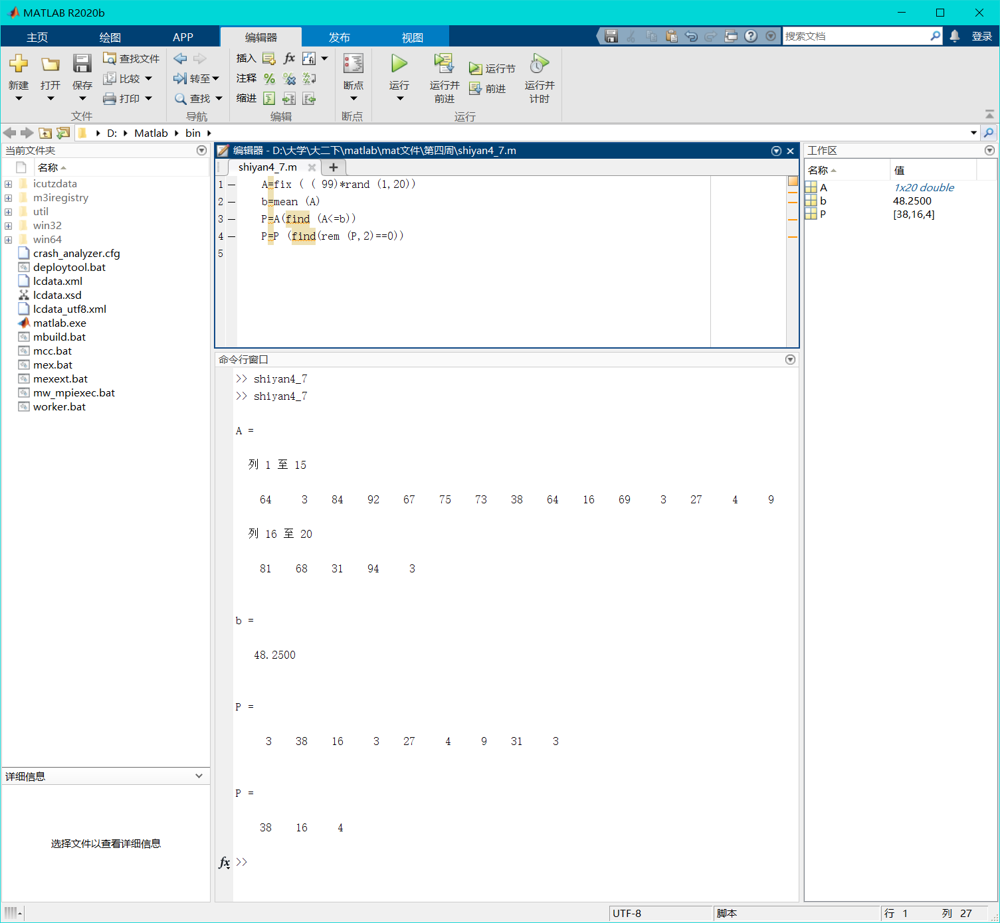 MATLAB R2020b
主页 绘图 APP 编辑器 发布 视图 搜索文档 登录
新建 打开 保存 查找文件 比较 打印 转至 查找 插入 fx 注释 缩进 断点 运行 运行并前进 运行节 前进 运行并计时
文件 导航 编辑 断点 运行
D: Matlab bin
当前文件夹
名称
icutzdata
m3iregistry
util
win32
win64
crash_analyzer.cfg
deploytool.bat
lcdata.xml
lcdata.xsd
lcdata_utf8.xml
matlab.exe
mbuild.bat
mcc.bat
mex.bat
mexext.bat
mw_mpiexec.bat
worker.bat
详细信息
选择文件以查看详细信息
编辑器 - D:\大学\大二下\matlab\mat文件\第四周\shiyan4_7.m
shiyan4_7.m
1 A=fix ( ( 99)*rand (1,20))
2 b=mean (A)
3 P=A(find (A<=b))
4 P=P (find(rem (P,2)==0))
5
命令行窗口
>> shiyan4_7
>> shiyan4_7
A =
列 1 至 15
64 3 84 92 67 75 73 38 64 16 69 3 27 4 9
列 16 至 20
81 68 31 94 3
b =
48.2500
P =
3 38 16 3 27 4 9 31 3
P =
38 16 4
fx >>
工作区
名称 值
A 1x20 double
b 48.2500
P [38,16,4]
UTF-8 脚本 行 1 列 27